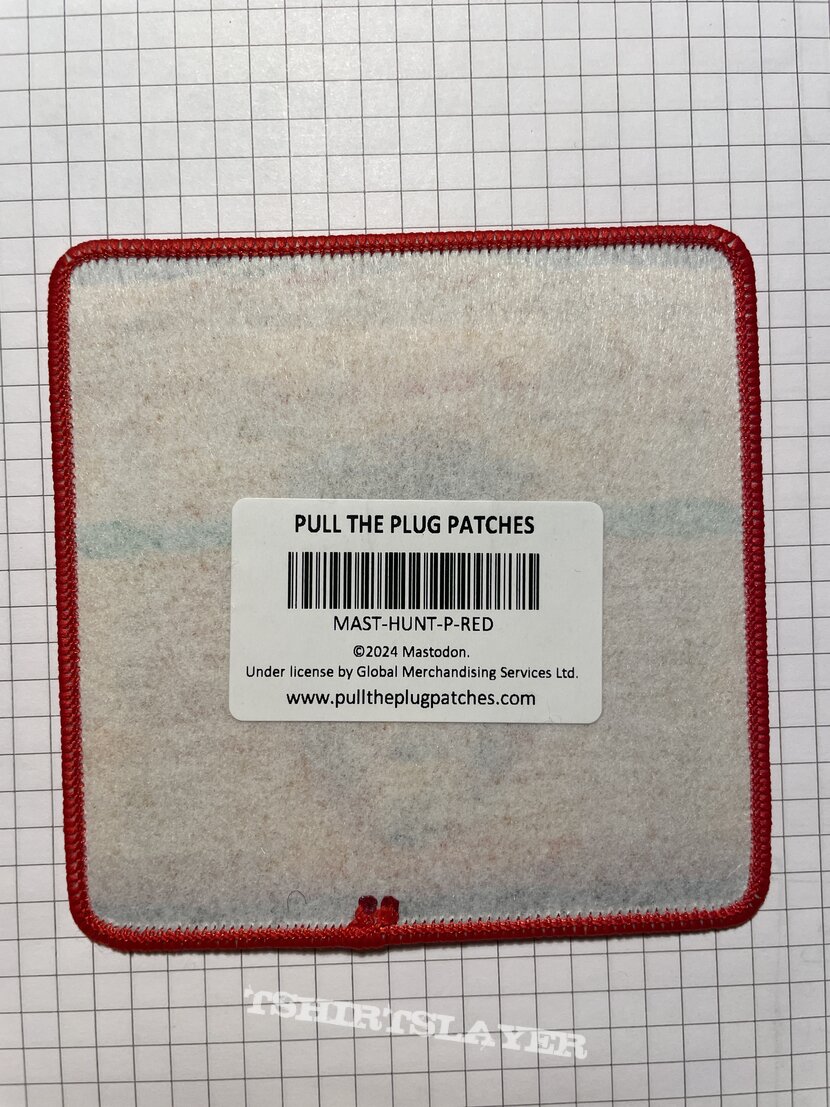 PULL THE PLUG PATCHES
MAST-HUNT-P-RED
©2024 Mastodon.
Under license by Global Merchandising Services Ltd.
www.pulltheplugpatches.com
TSHIRTSLAYER